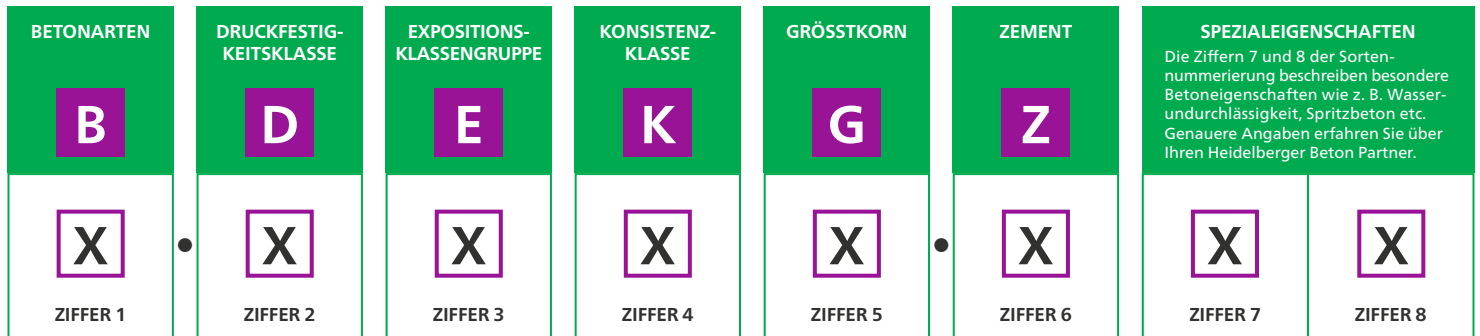 BETONARTEN
B
X
ZIFFER 1
•
DRUCKFESTIG-
KEITSKLASSE
D
X
ZIFFER 2
EXPOSITIONS-
KLASSENGRUPPE
E
X
ZIFFER 3
KONSISTENZ-
KLASSE
K
X
ZIFFER 4
GRÖSSTKORN
G
X
ZIFFER 5
•
ZEMENT
Z
X
ZIFFER 6
SPEZIALEIGENSCHAFTEN
Die Ziffern 7 und 8 der Sorten-
nummerierung beschreiben besondere
Betoneigenschaften wie z. B. Wasser-
undurchlässigkeit, Spritzbeton etc.
Genauere Angaben erfahren Sie über
Ihren Heidelberger Beton Partner.
X
ZIFFER 7
X
ZIFFER 8